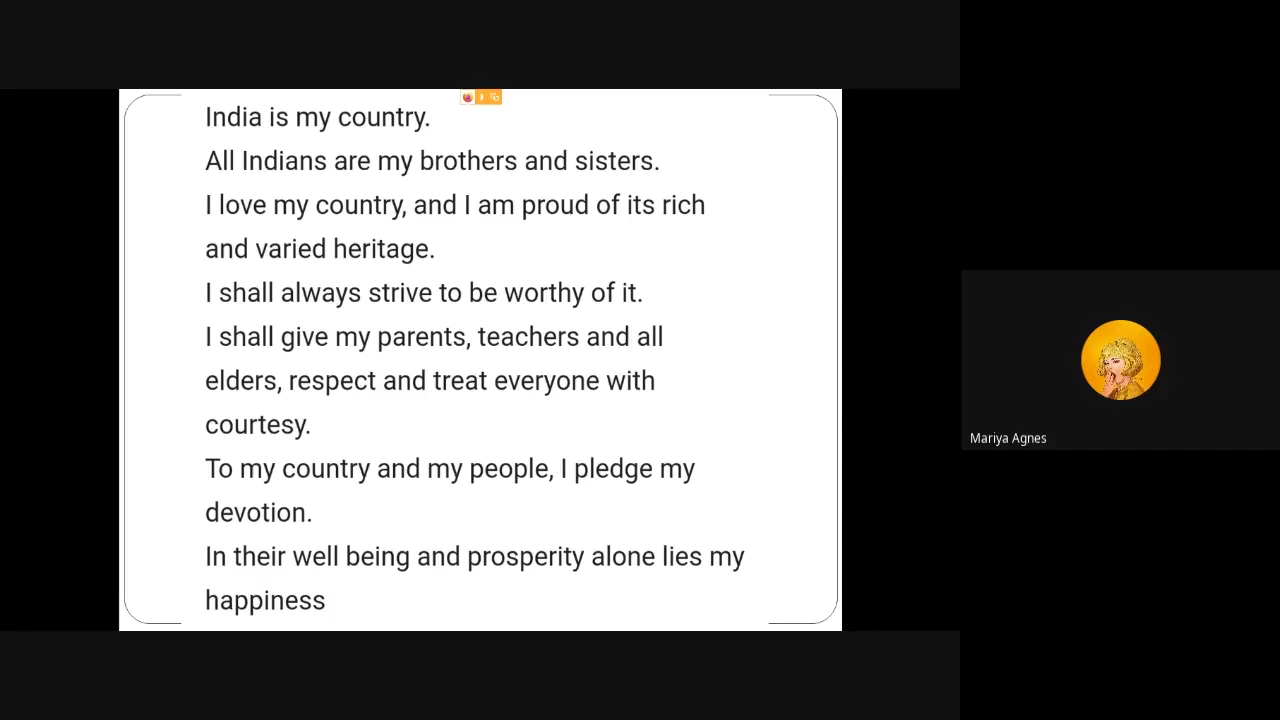 India is my country.
All Indians are my brothers and sisters.
I love my country, and I am proud of its rich
and varied heritage.
I shall always strive to be worthy of it.
I shall give my parents, teachers and all
elders, respect and treat everyone with
courtesy.
To my country and my people, I pledge my
devotion.
In their well being and prosperity alone lies my
happiness
Mariya Agnes